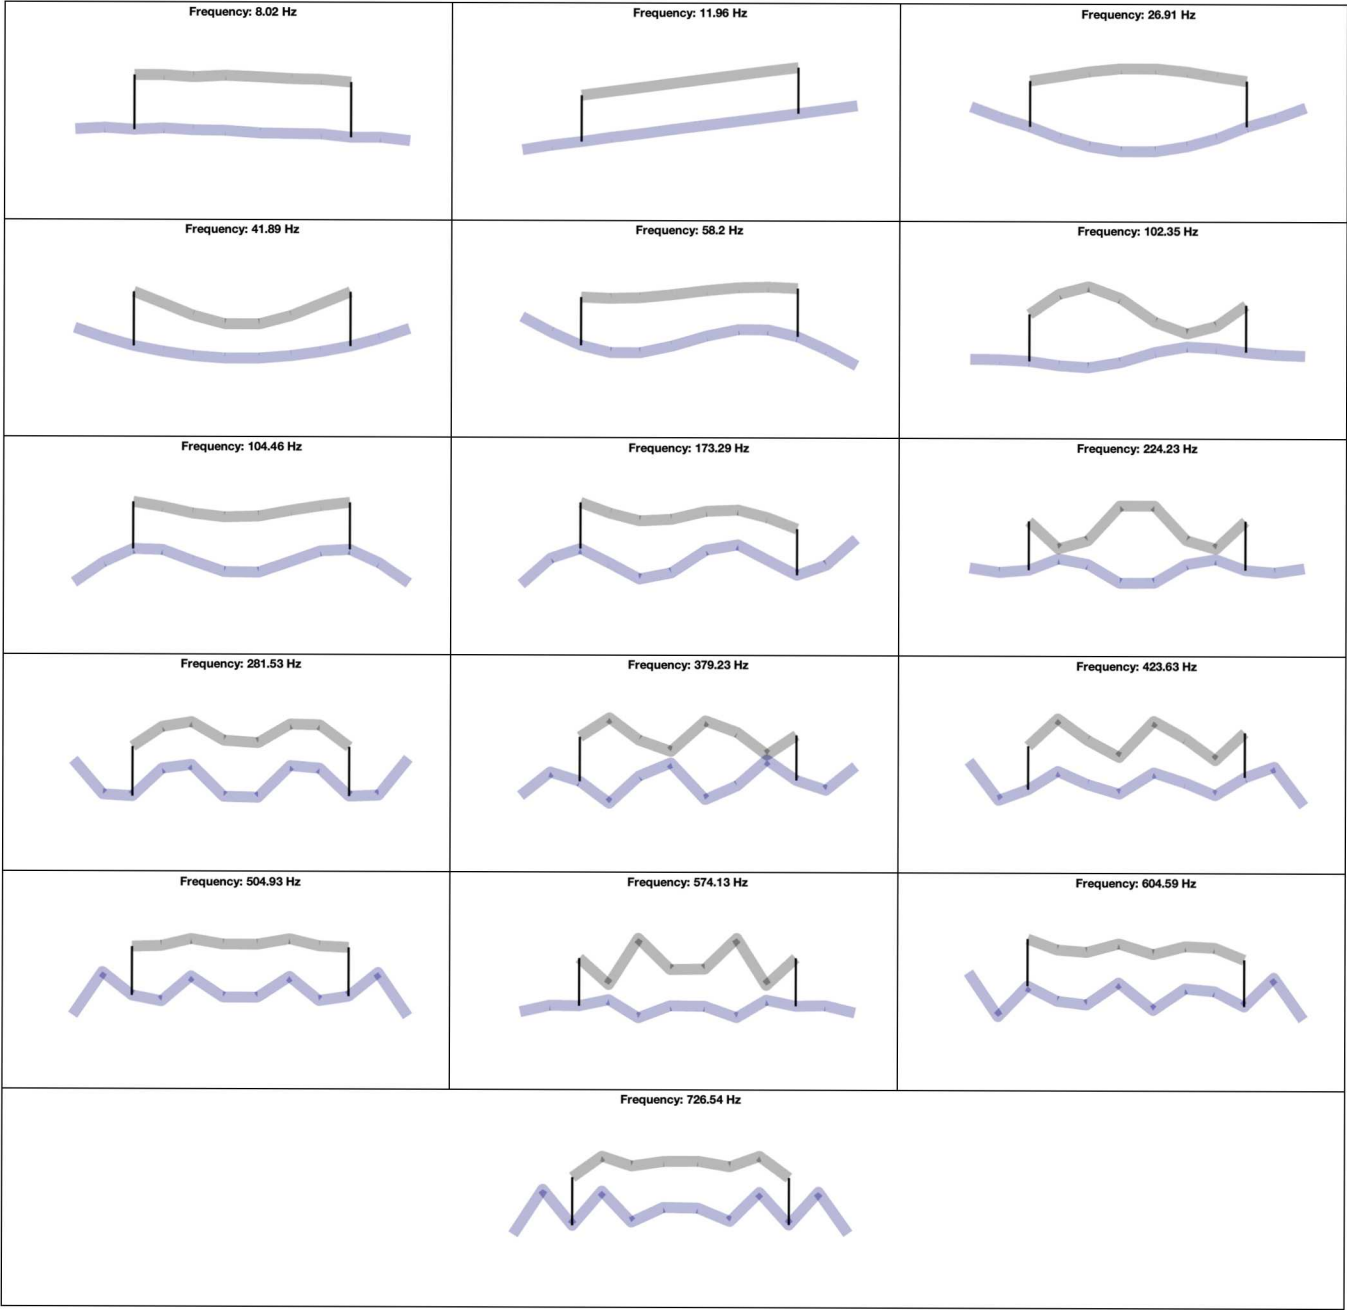 Frequency: 8.02 Hz
Frequency: 11.96 Hz
Frequency: 26.91 Hz
Frequency: 41.89 Hz
Frequency: 58.2 Hz
Frequency: 102.35 Hz
Frequency: 104.46 Hz
Frequency: 173.29 Hz
Frequency: 224.23 Hz
Frequency: 281.53 Hz
Frequency: 379.23 Hz
Frequency: 423.63 Hz
Frequency: 504.93 Hz
Frequency: 574.13 Hz
Frequency: 604.59 Hz
Frequency: 726.54 Hz